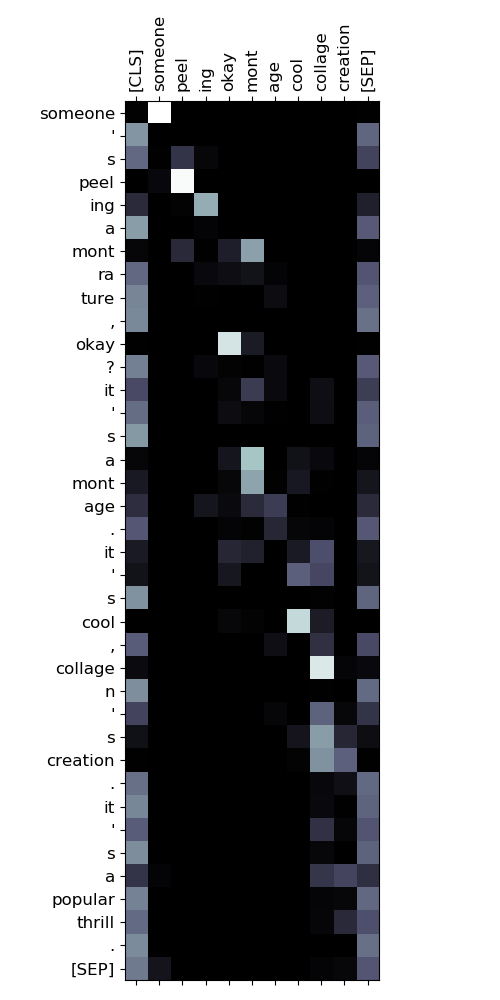 [CLS] someone peel ing okay mont age cool collage creation [SEP]
someone
'
s
peel
ing
a
mont
ra
ture
,
okay
?
it
'
s
a
mont
age
.
it
'
s
cool
,
collage
n
'
s
creation
.
it
'
s
a
popular
thrill
.
[SEP]